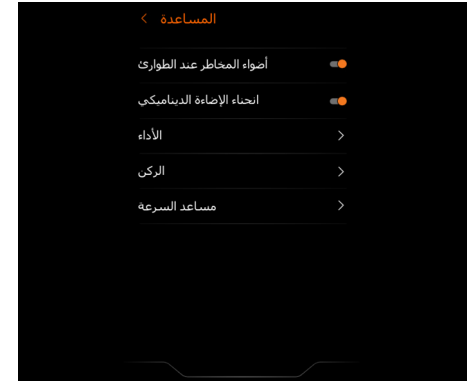 المساعدة
أضواء المخاطر عند الطوارئ
انحناء الإضاءة الديناميكي
الأداء
الركن
مساعد السرعة